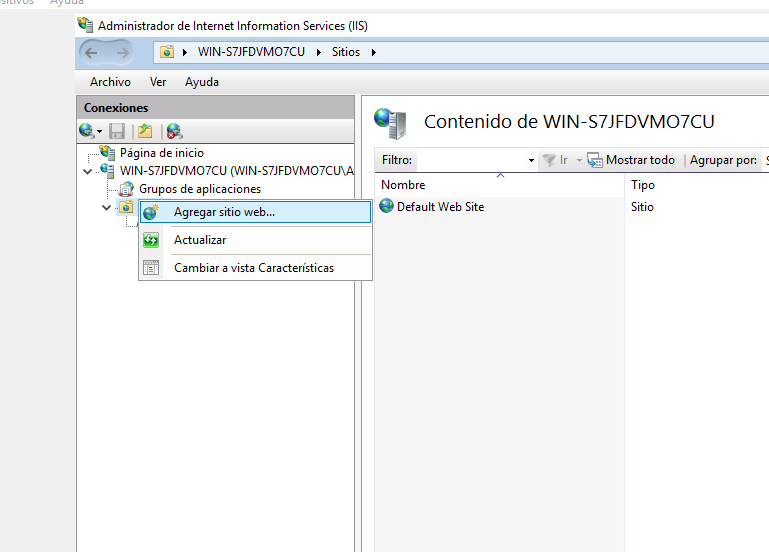 Ayuda
Administrador de Internet Information Services (IIS)
WIN-S7JFDVMO7CU
Sitios
Archivo Ver Ayuda
Conexiones
Página de inicio
WIN-S7JFDVMO7CU (WIN-S7JFDVMO7CU\A
Grupos de aplicaciones
Agregar sitio web...
Actualizar
Cambiar a vista Características
Contenido de WIN-S7JFDVMO7CU
Filtro: Ir Mostrar todo Agrupar por:
Nombre Tipo
Default Web Site Sitio